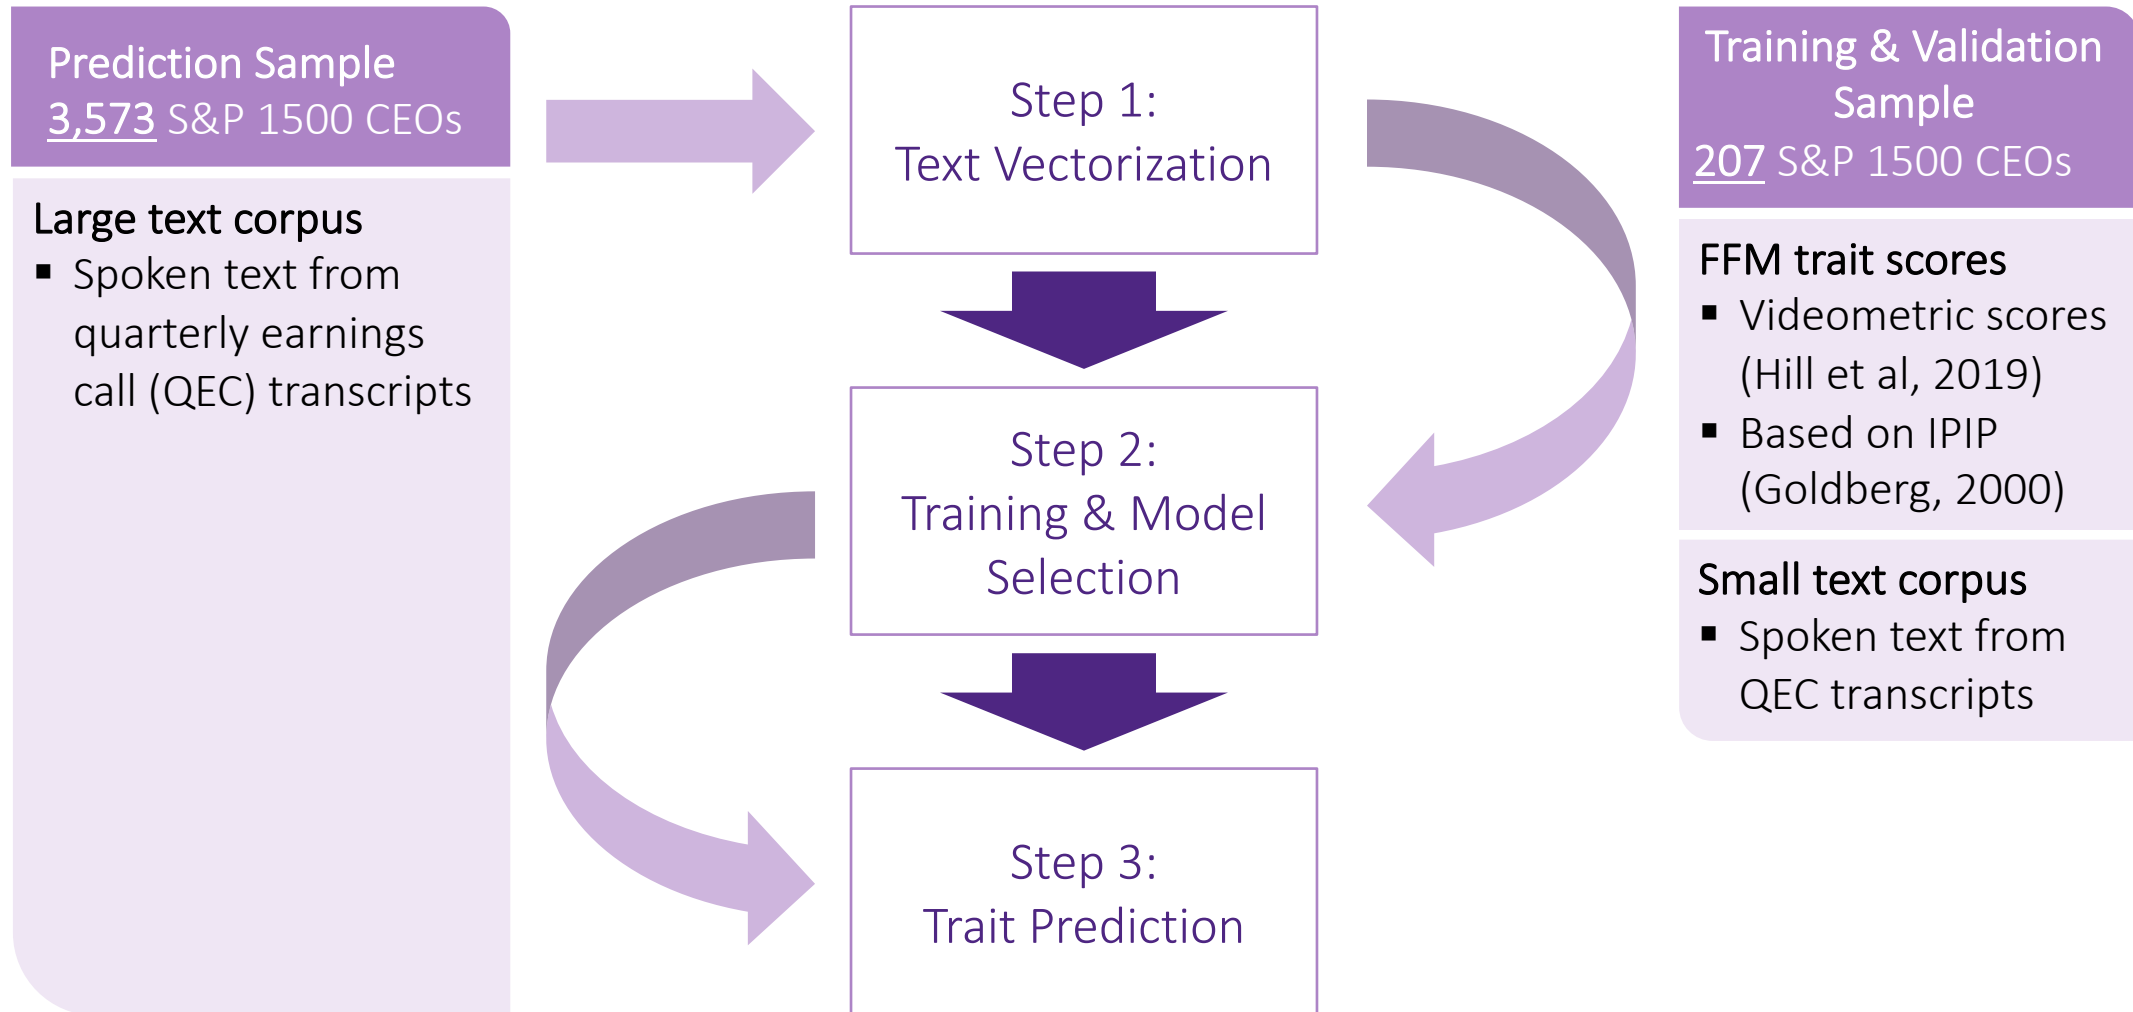 Prediction Sample
3,573 S&P 1500 CEOs
Large text corpus
▪ Spoken text from
quarterly earnings
call (QEC) transcripts
Step 1:
Text Vectorization
Step 2:
Training & Model
Selection
Step 3:
Trait Prediction
Training & Validation
Sample
207 S&P 1500 CEOs
FFM trait scores
▪ Videometric scores
(Hill et al, 2019)
▪ Based on IPIP
(Goldberg, 2000)
Small text corpus
▪ Spoken text from
QEC transcripts